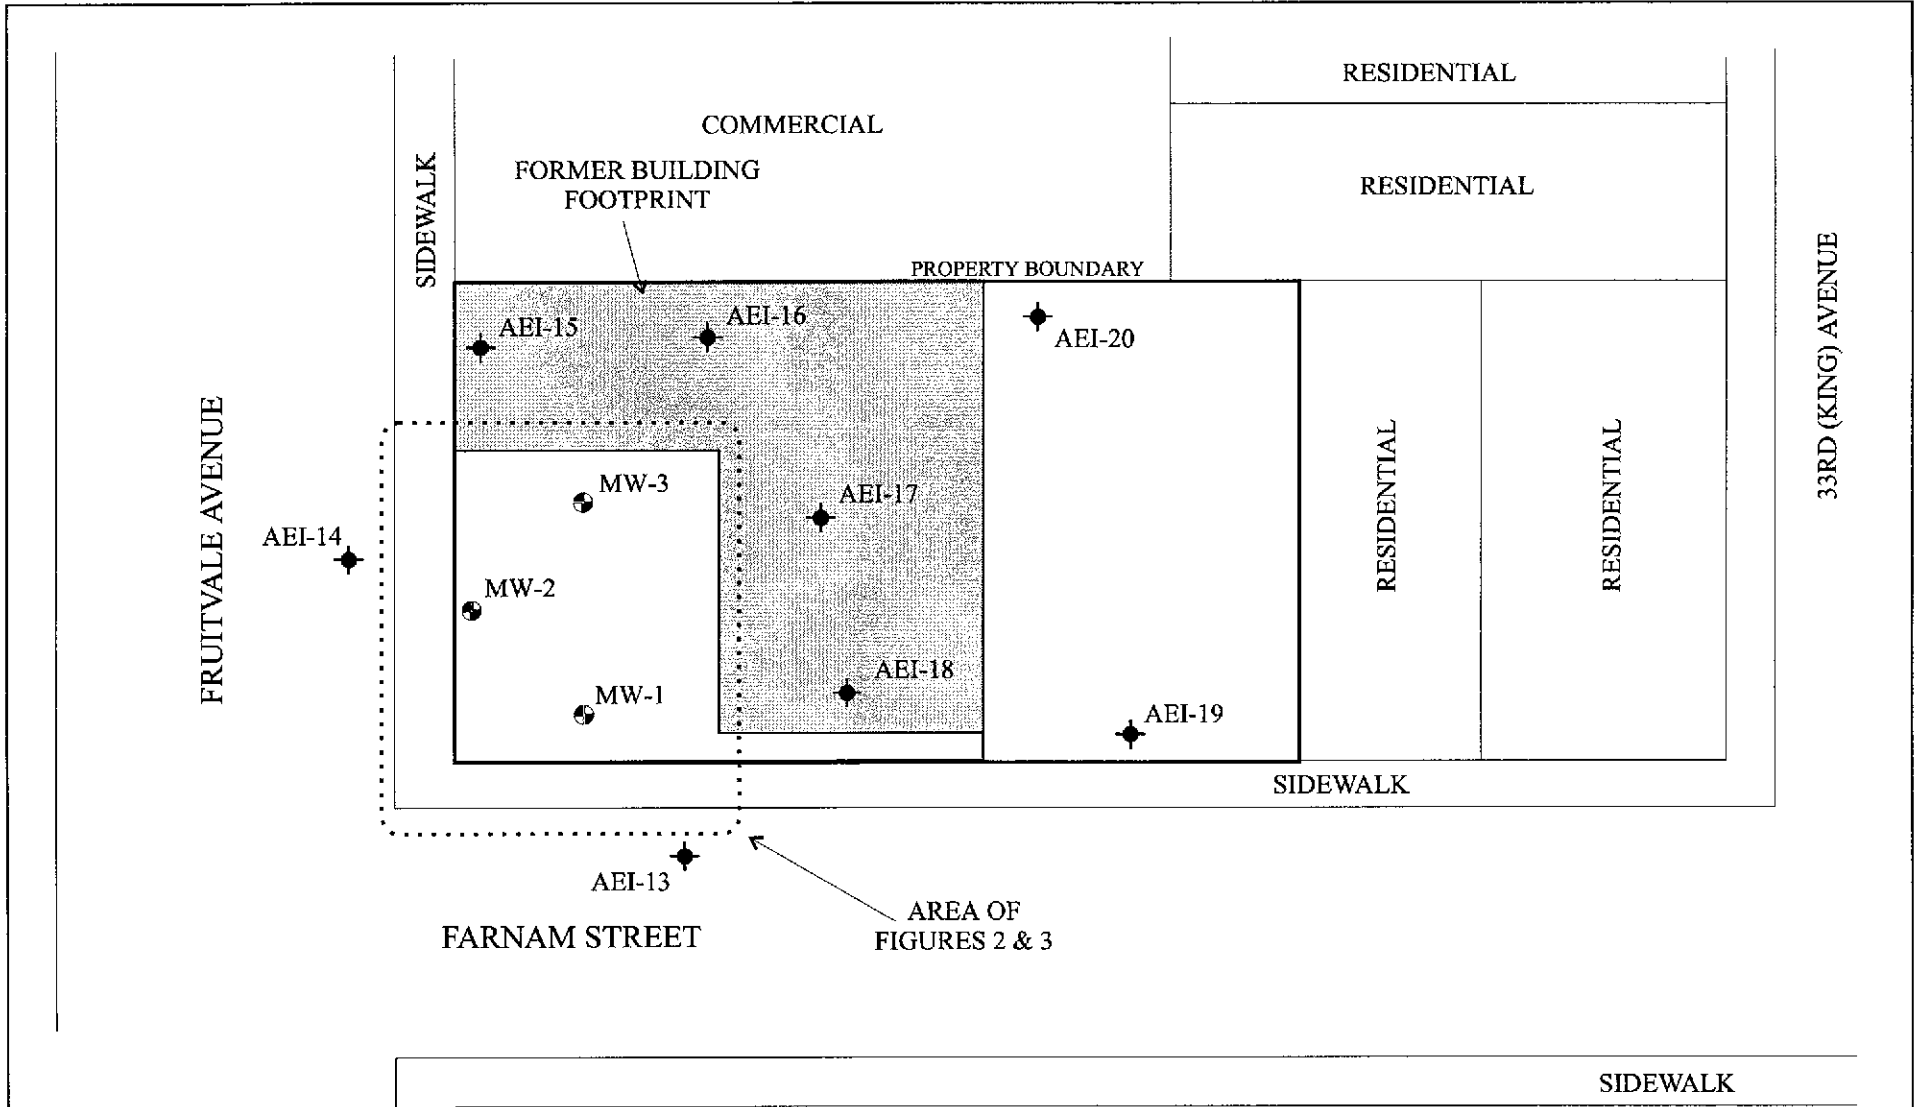 RESIDENTIAL
COMMERCIAL
FORMER BUILDING
FOOTPRINT
RESIDENTIAL
SIDEWALK
PROPERTY BOUNDARY
33RD (KING) AVENUE
AEI-15
AEI-16
AEI-20
FRUITVALE AVENUE
MW-3
AEI-17
RESIDENTIAL
RESIDENTIAL
AEI-14
MW-2
AEI-18
MW-1
AEI-19
SIDEWALK
AEI-13
AREA OF
FIGURES 2 & 3
FARNAM STREET
SIDEWALK